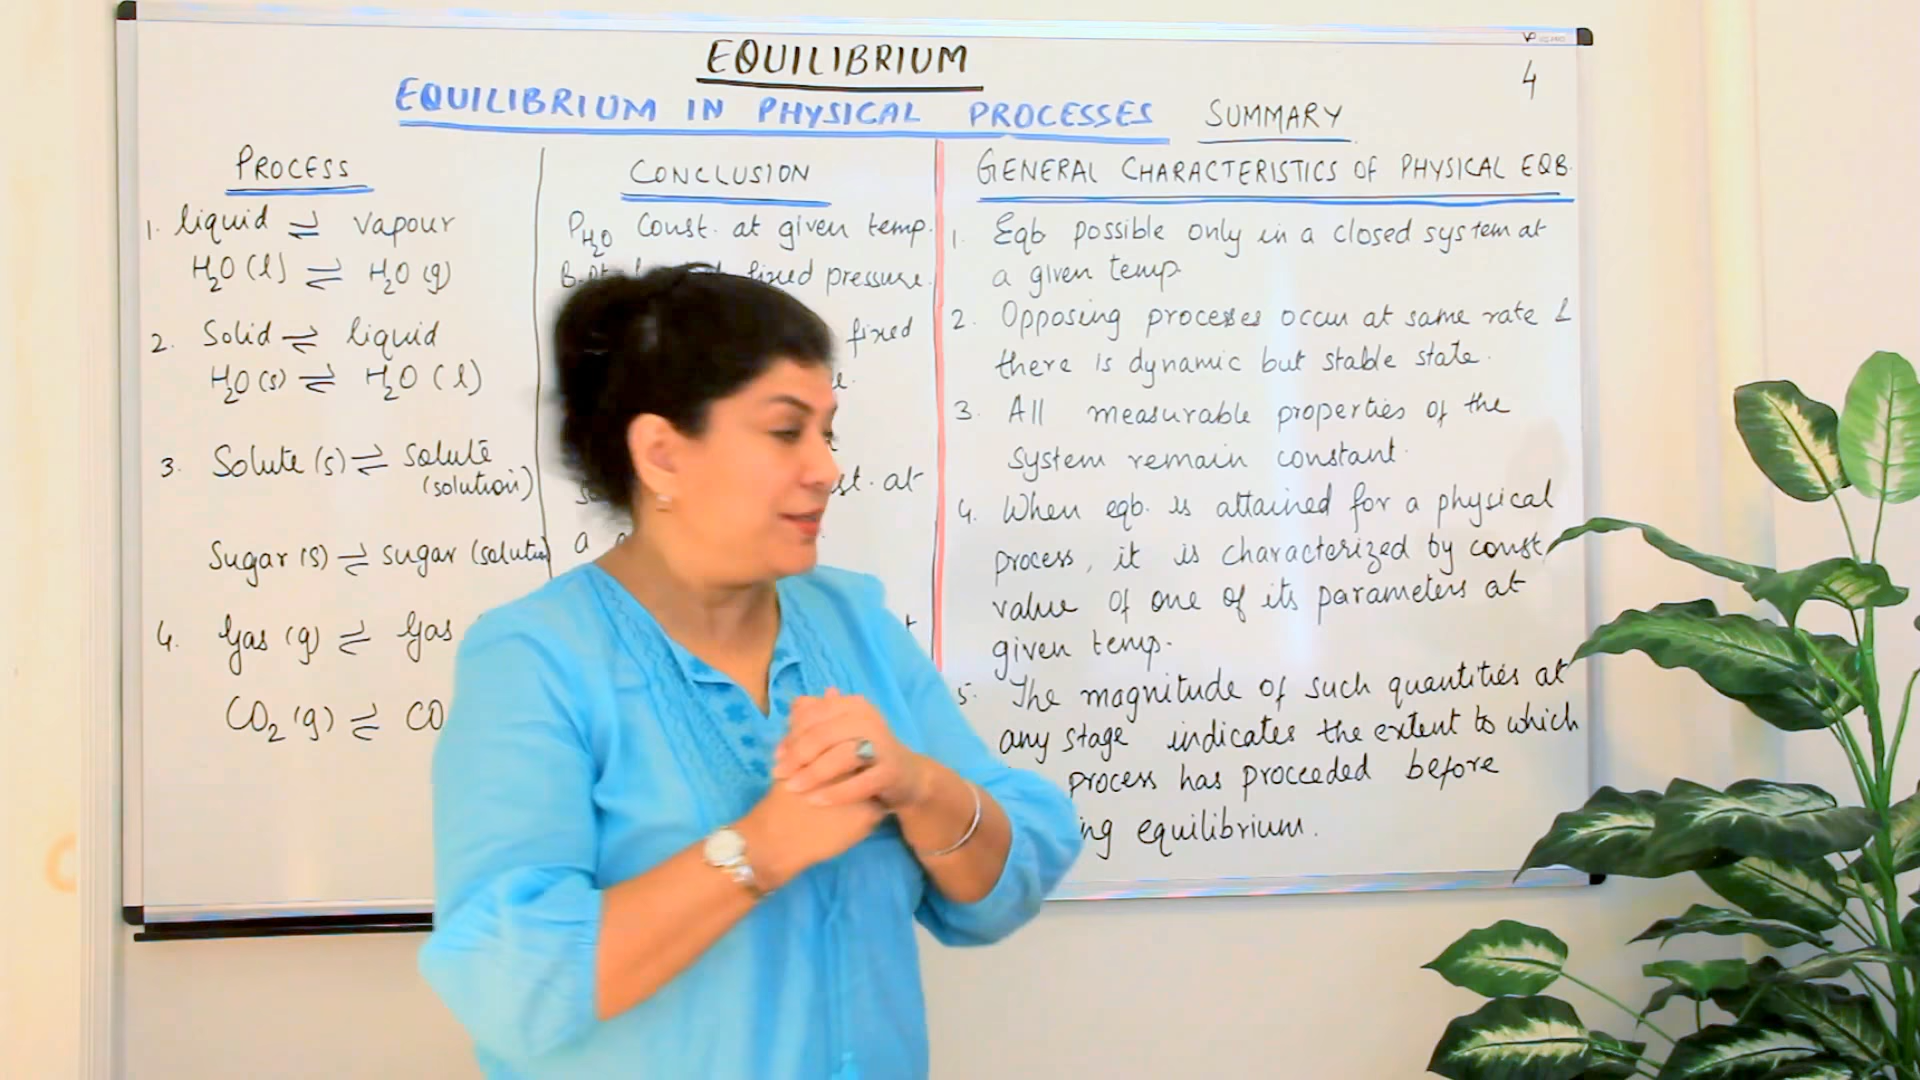 EQUILIBRIUM
4
EQUILIBRIUM IN PHYSICAL PROCESSES SUMMARY
PROCESS
1. liquid ⇌ vapour
H₂O (l) ⇌ H₂O (g)
2. Solid ⇌ liquid
H₂O (s) ⇌ H₂O (l)
3. Solute (s) ⇌ solute
(solution)
Sugar (s) ⇌ sugar (solution
4. Gas (g) ⇌ Gas
CO₂ (g) ⇌ CO
CONCLUSION
P H₂O Const. at given temp.
fixed pressure.
fixed
st. at
a
GENERAL CHARACTERISTICS OF PHYSICAL EQB.
1. Eqb possible only in a closed system at
a given temp.
2. Opposing processes occur at same rate &
there is dynamic but stable state.
3. All measurable properties of the
system remain constant.
4. When eqb. is attained for a physical
process, it is characterized by const.
value of one of its parameters at
given temp.
5. The magnitude of such quantities at
any stage indicates the extent to which
process has proceeded before
ng equilibrium.